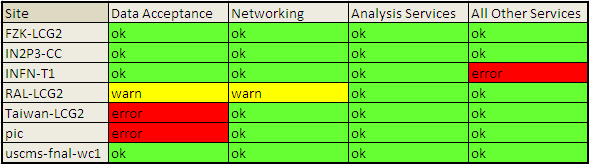 Site Data Acceptance Networking Analysis Services All Other Services
FZK-LCG2 ok ok ok ok
IN2P3-CC ok ok ok ok
INFN-T1 ok ok ok error
RAL-LCG2 warn warn ok ok
Taiwan-LCG2 error ok ok ok
pic error ok ok ok
uscms-fnal-wc1 ok ok ok ok